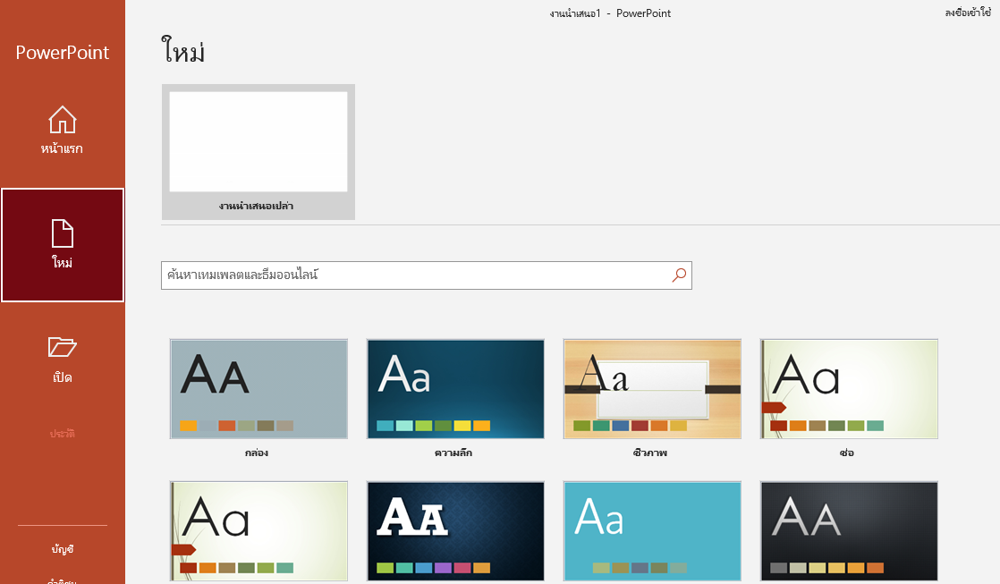 งานนำเสนอ1 - PowerPoint
ลงชื่อเข้าใช้
PowerPoint
ใหม่
หน้าแรก
งานนำเสนอเปล่า
ใหม่
ค้นหาเทมเพลตและธีมออนไลน์
เปิด
ประวัติ
AA
Aa
Aa
Aa
กล่อง
ความลึก
ชีวภาพ
ช่อ
Aa
AA
Aa
AA
บัญชี